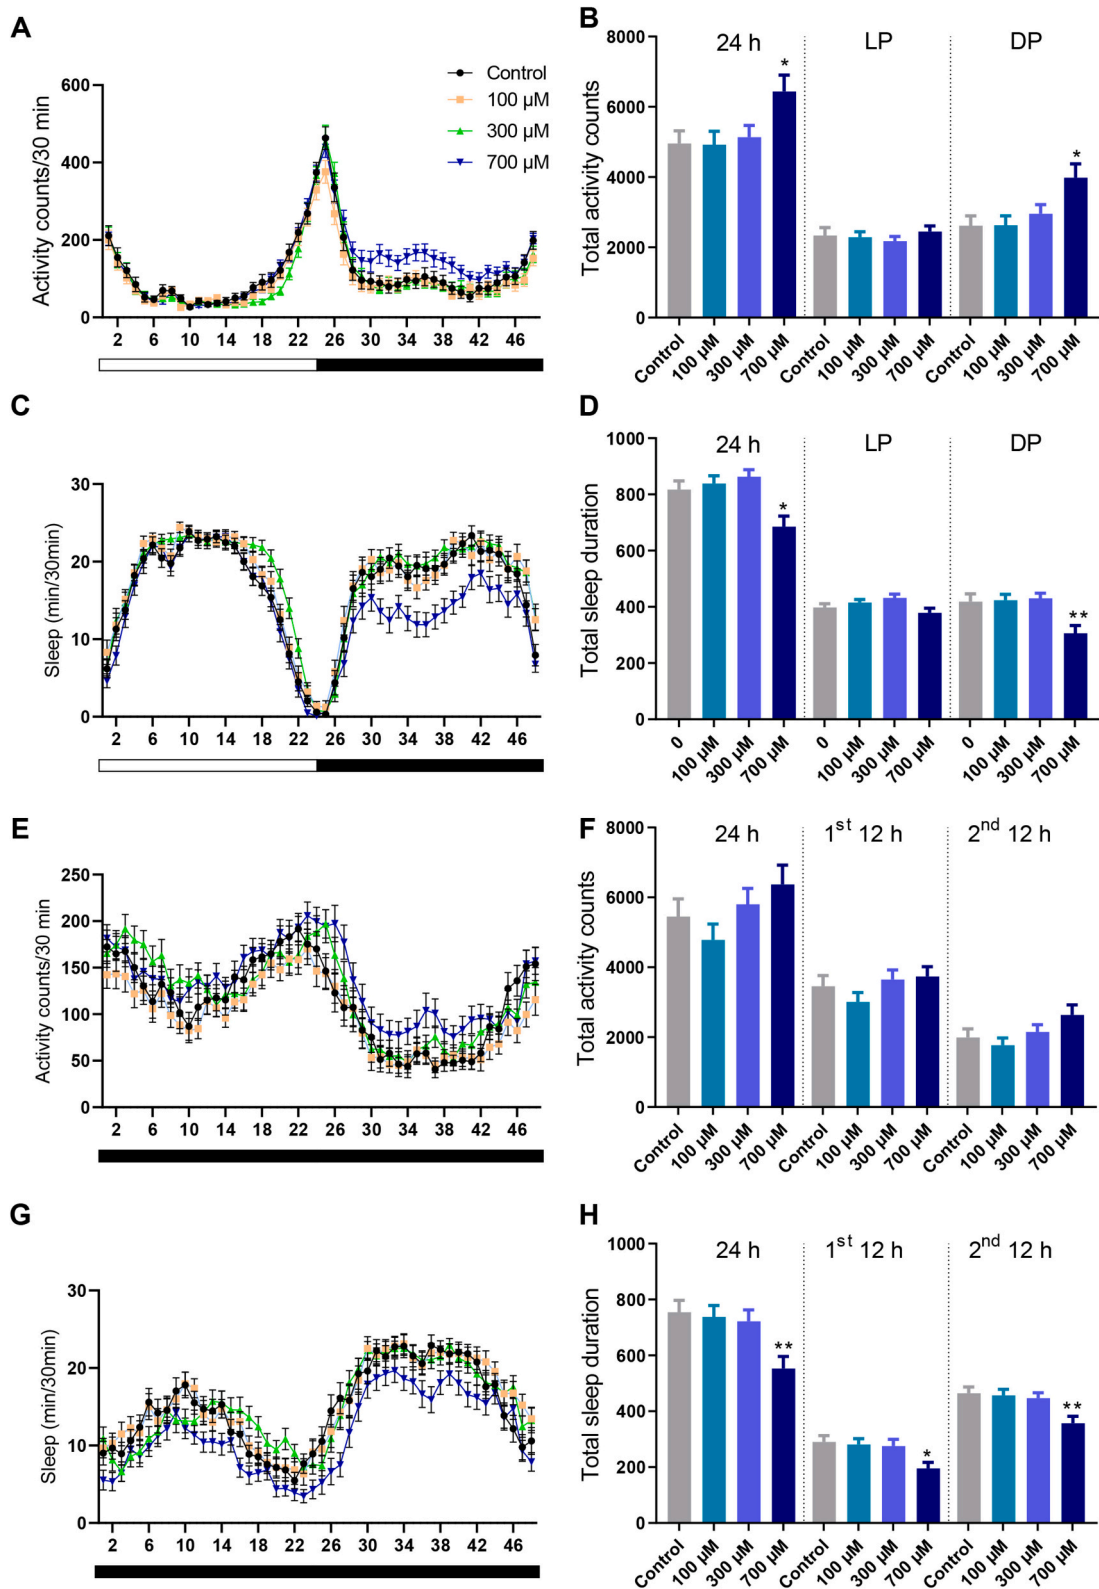 A
Activity counts/30 min
600
400
200
0
Control
100 µM
300 µM
700 µM
2 6 10 14 18 22 26 30 34 38 42 46
B
Total activity counts
8000
6000
4000
2000
0
24 h LP DP
* *
Control 100 µM 300 µM 700 µM Control 100 µM 300 µM 700 µM Control 100 µM 300 µM 700 µM
C
Sleep (min/30min)
30
20
10
0
2 6 10 14 18 22 26 30 34 38 42 46
D
Total sleep duration
1000
800
600
400
200
0
24 h LP DP
* **
0 100 µM 300 µM 700 µM 0 100 µM 300 µM 700 µM 0 100 µM 300 µM 700 µM
E
Activity counts/30 min
250
200
150
100
50
0
2 6 10 14 18 22 26 30 34 38 42 46
F
Total activity counts
8000
6000
4000
2000
0
24 h 1st 12 h 2nd 12 h
Control 100 µM 300 µM 700 µM Control 100 µM 300 µM 700 µM Control 100 µM 300 µM 700 µM
G
Sleep (min/30min)
30
20
10
0
2 6 10 14 18 22 26 30 34 38 42 46
H
Total sleep duration
1000
800
600
400
200
0
24 h 1st 12 h 2nd 12 h
** * **
Control 100 µM 300 µM 700 µM Control 100 µM 300 µM 700 µM Control 100 µM 300 µM 700 µM